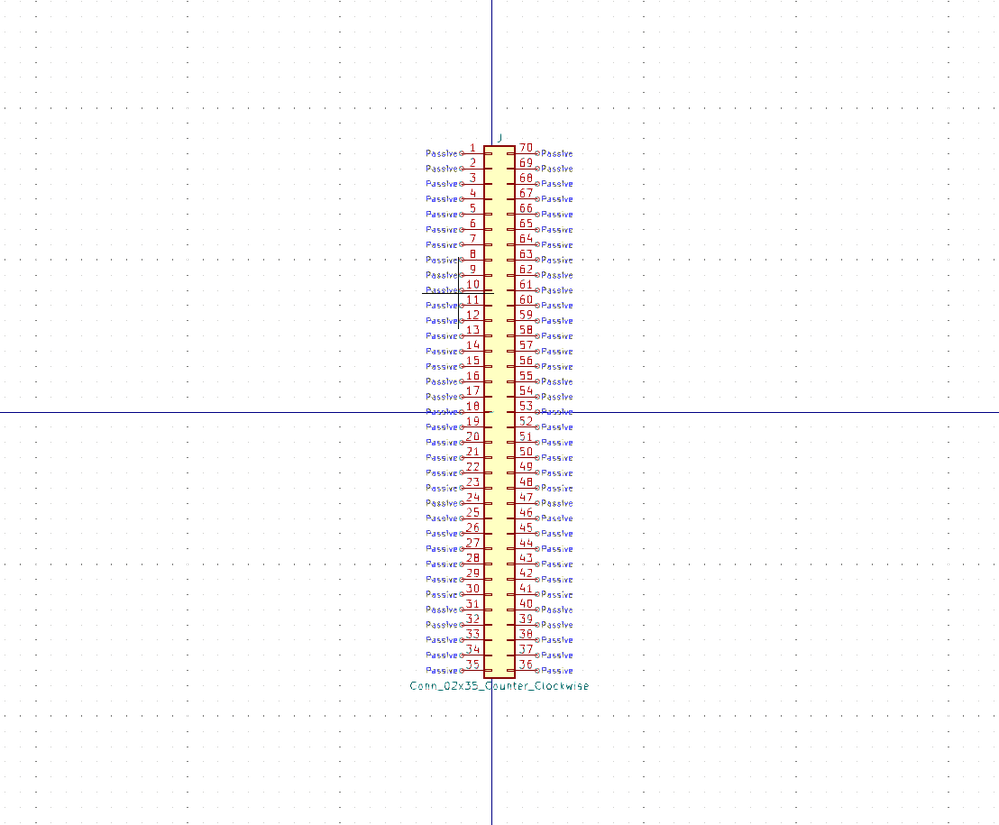 J
Passive 1 70 Passive
Passive 2 69 Passive
Passive 3 68 Passive
Passive 4 67 Passive
Passive 5 66 Passive
Passive 6 65 Passive
Passive 7 64 Passive
Passive 8 63 Passive
Passive 9 62 Passive
Passive 10 61 Passive
Passive 11 60 Passive
Passive 12 59 Passive
Passive 13 58 Passive
Passive 14 57 Passive
Passive 15 56 Passive
Passive 16 55 Passive
Passive 17 54 Passive
Passive 18 53 Passive
Passive 19 52 Passive
Passive 20 51 Passive
Passive 21 50 Passive
Passive 22 49 Passive
Passive 23 48 Passive
Passive 24 47 Passive
Passive 25 46 Passive
Passive 26 45 Passive
Passive 27 44 Passive
Passive 28 43 Passive
Passive 29 42 Passive
Passive 30 41 Passive
Passive 31 40 Passive
Passive 32 39 Passive
Passive 33 38 Passive
Passive 34 37 Passive
Passive 35 36 Passive
Conn_02x35_Counter_Clockwise